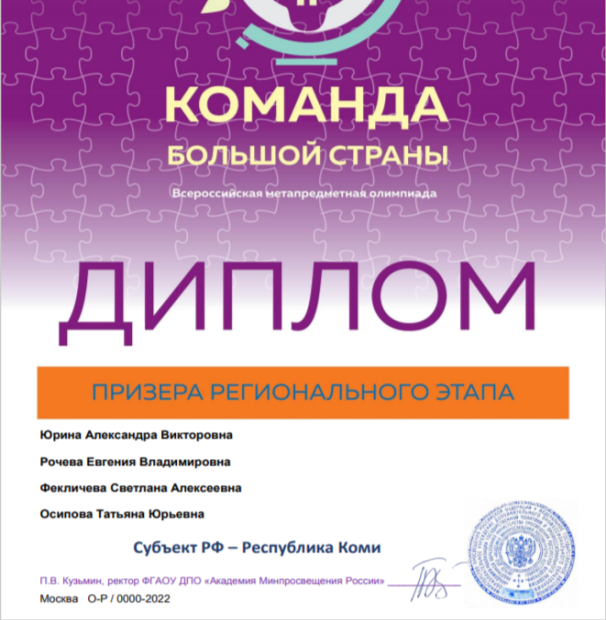 КОМАНДА
БОЛЬШОЙ СТРАНЫ
Всероссийская метапредметная олимпиада
ДИПЛОМ
ПРИЗЕРА РЕГИОНАЛЬНОГО ЭТАПА
Юрина Александра Викторовна
Рочева Евгения Владимировна
Фекличева Светлана Алексеевна
Осипова Татьяна Юрьевна
Субъект РФ – Республика Коми
П.В. Кузьмин, ректор ФГАОУ ДПО «Академия Минпросвещения России»
Москва О-Р / 0000-2022